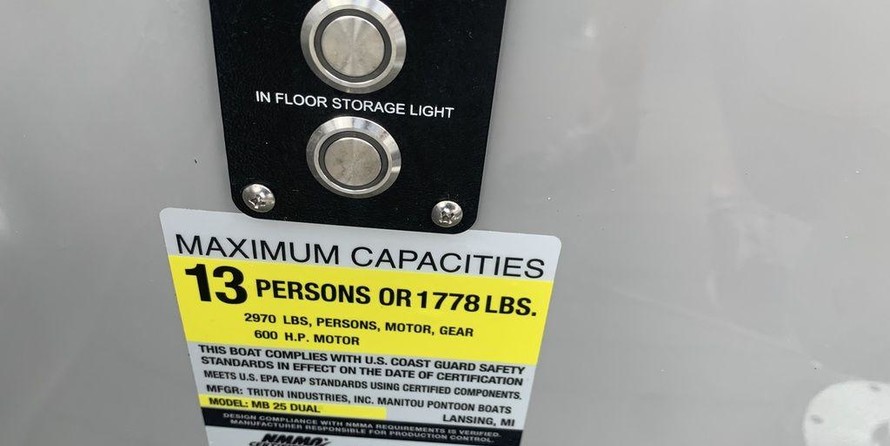 IN FLOOR STORAGE LIGHT
MAXIMUM CAPACITIES
13 PERSONS OR 1778 LBS.
2970 LBS, PERSONS, MOTOR, GEAR
600 H.P. MOTOR
THIS BOAT COMPLIES WITH U.S. COAST GUARD SAFETY
STANDARDS IN EFFECT ON THE DATE OF CERTIFICATION
MEETS U.S. EPA EVAP STANDARDS USING CERTIFIED COMPONENTS.
MFGR: TRITON INDUSTRIES, INC. MANITOU PONTOON BOATS
MODEL: MB 25 DUAL LANSING, MI
DESIGN COMPLIANCE WITH NMMA REQUIREMENTS IS VERIFIED.
MANUFACTURER RESPONSIBLE FOR PRODUCTION CONTROL.
NMMA